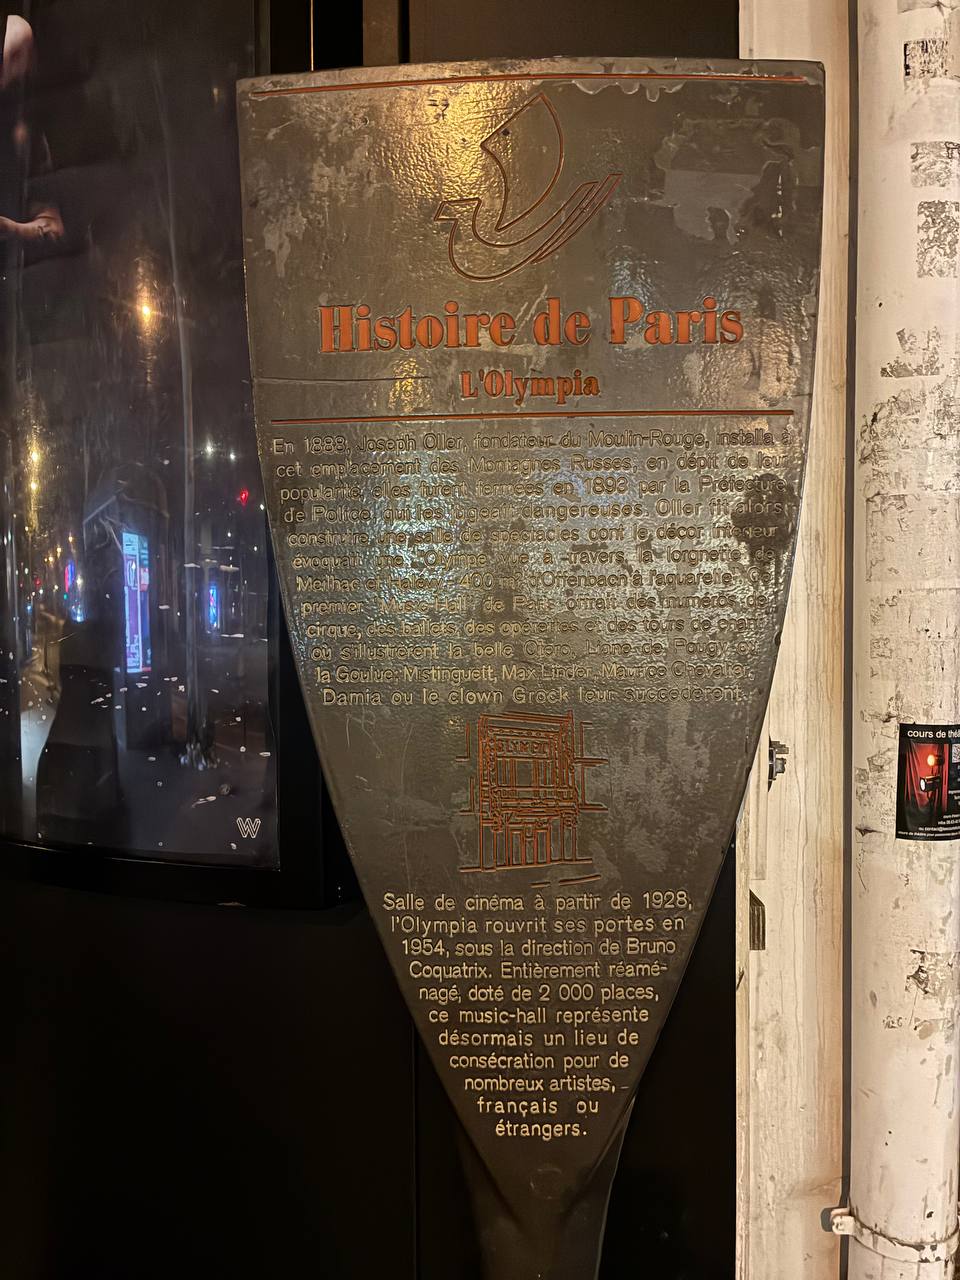 Histoire de Paris
L'Olympia
En 1888, Joseph Oller, fondateur du Moulin-Rouge, installa à
cet emplacement des Montagnes Russes, en dépit de leur
popularité, elles furent fermées en 1893 par la Préfecture
de Police, qui les jugeait dangereuses. Oller fit alors
construire une salle de spectacles dont le décor intérieur
évoquait une "Olympe vue à travers la lorgnette de
Meilhac et Halévy, 400 m² d'Offenbach à l'aquarelle". Ce
premier "Music-Hall" de Paris offrait des numéros de
cirque, des ballets, des opérettes et des tours de chant
où s'illustrèrent la belle Otéro, Liane de Pougy ou
la Goulue; Mistinguett, Max Linder, Maurice Chevalier,
Damia ou le clown Grock leur succédèrent.
OLYMPIA
Salle de cinéma à partir de 1928,
l'Olympia rouvrit ses portes en
1954, sous la direction de Bruno
Coquatrix. Entièrement réamé-
nagé, doté de 2 000 places,
ce music-hall représente
désormais un lieu de
consécration pour de
nombreux artistes,
français ou
étrangers.
W
cours de thé